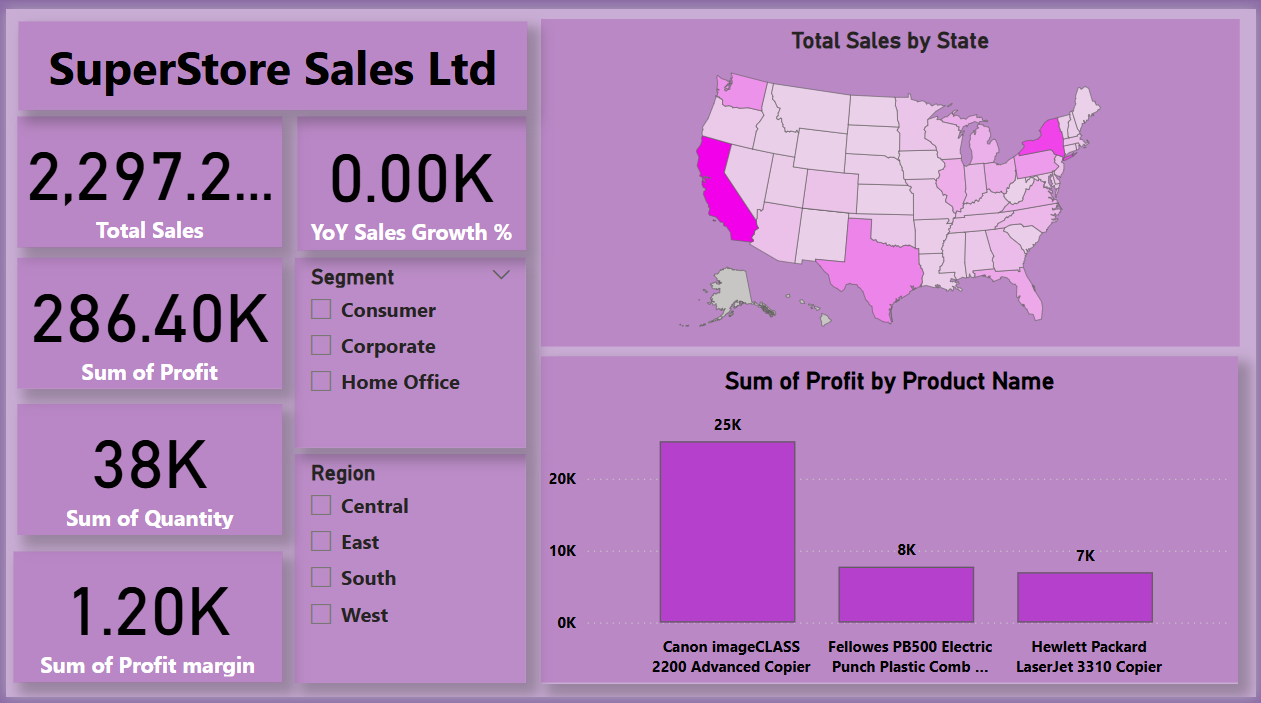 SuperStore Sales Ltd
2,297.2...
Total Sales
0.00K
YoY Sales Growth %
286.40K
Sum of Profit
38K
Sum of Quantity
1.20K
Sum of Profit margin
Segment
Consumer
Corporate
Home Office
Region
Central
East
South
West
Total Sales by State
Sum of Profit by Product Name
20K
10K
0K
25K
8K
7K
Canon imageCLASS
2200 Advanced Copier
Fellowes PB500 Electric
Punch Plastic Comb ...
Hewlett Packard
LaserJet 3310 Copier